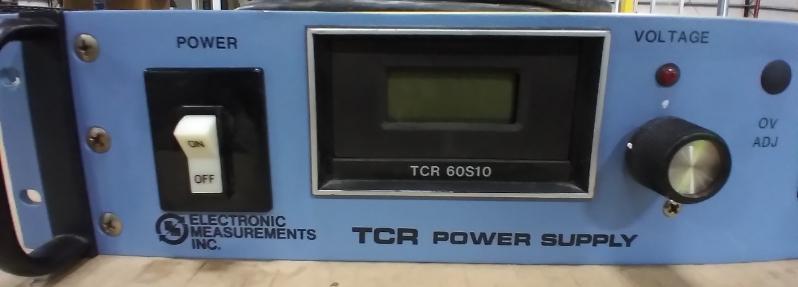 POWER
ON
OFF
ELECTRONIC
MEASUREMENTS
INC.
TCR 60S10
TCR POWER SUPPLY
VOLTAGE
OV
ADJ